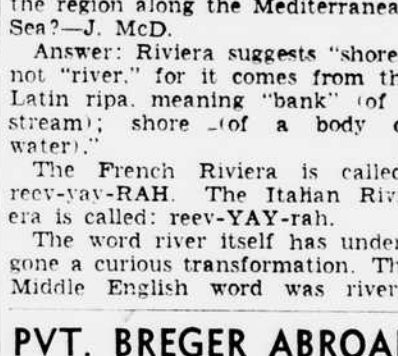 the region along the Mediterranea
Sea?—J. McD.
Answer: Riviera suggests "shore
not "river," for it comes from th
Latin ripa, meaning "bank" (of
stream); shore (of a body o
water)."
The French Riviera is called
reev-yay-RAH. The Italian Riv
era is called: reev-YAY-rah.
The word river itself has under
gone a curious transformation. Th
Middle English word was river
PVT. BREGER ABROA